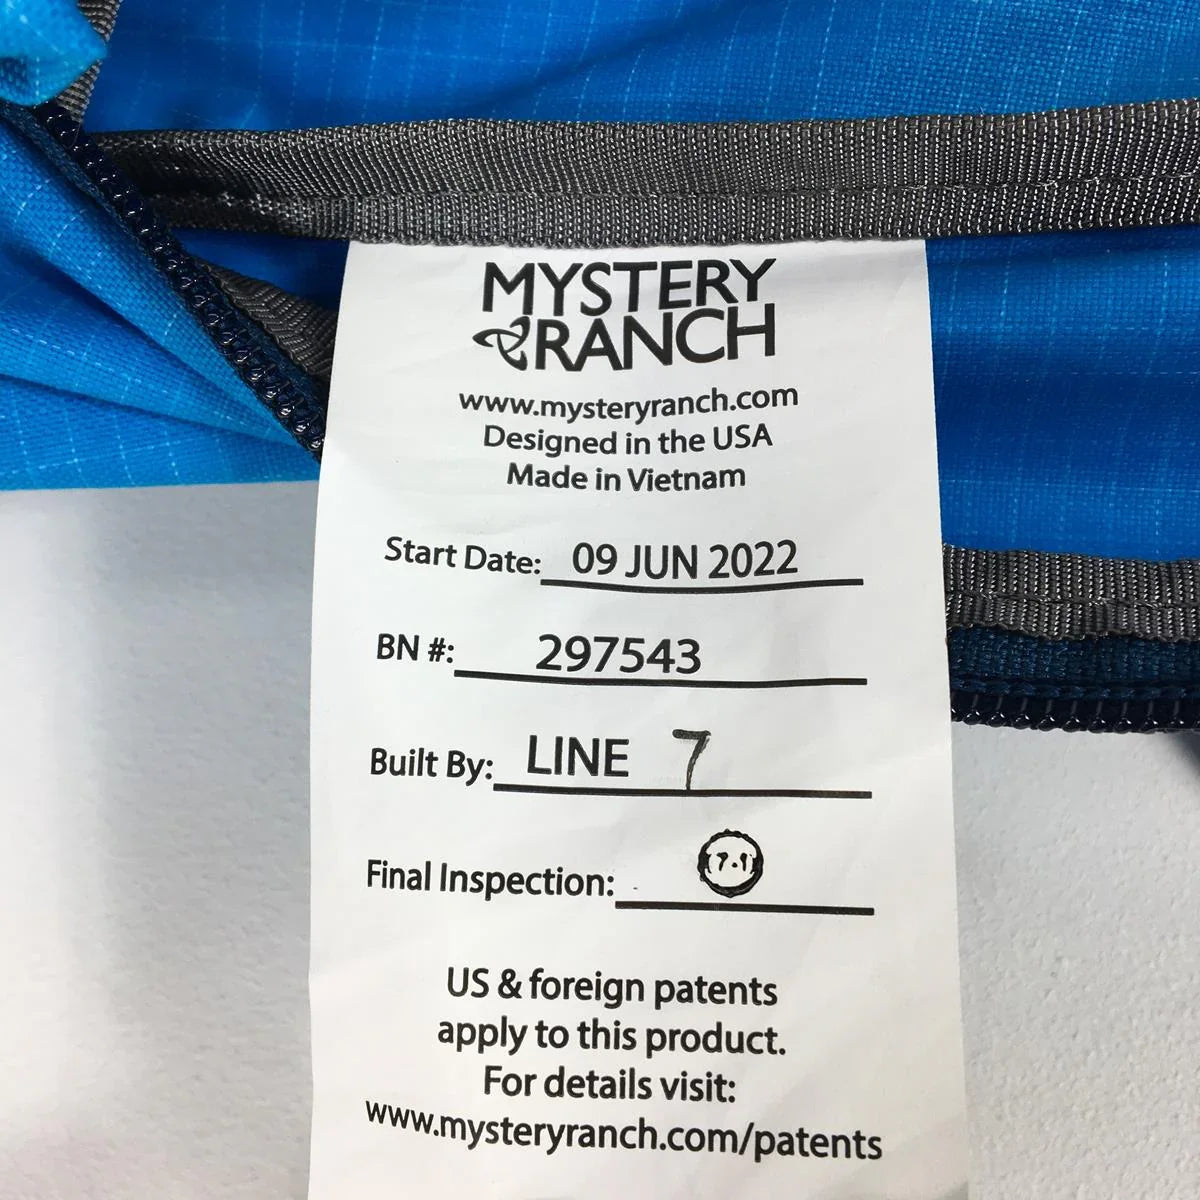 MYSTERY
RANCH
www.mysteryranch.com
Designed in the USA
Made in Vietnam
Start Date: 09 JUN 2022
BN #: 297543
Built By: LINE 7
Final Inspection:
US & foreign patents
apply to this product.
For details visit:
www.mysteryranch.com/patents